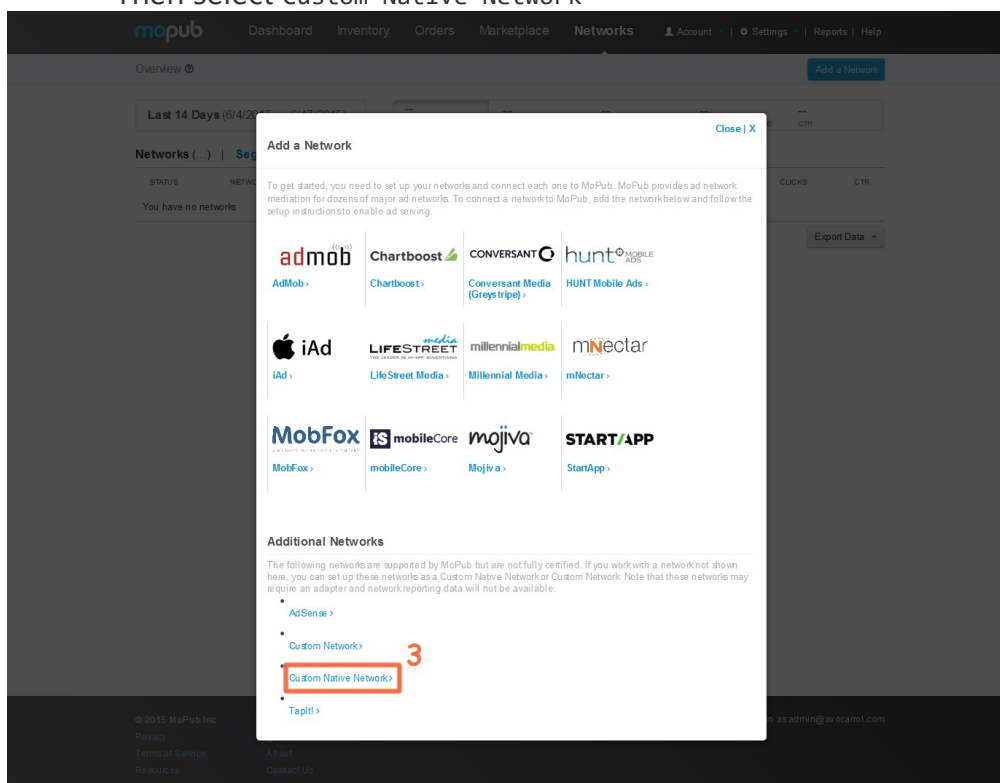 Then select Custom Native Network
mopub Dashboard Inventory Orders Marketplace Networks Account | Settings | Reports | Help
Overview Add a Network
Last 14 Days (6/4/20 -- -- -- -- --
CTR
Close | X
Add a Network
Networks (...) | Seg
STATUS NETWO CLICKS CTR
You have no networks
Export Data
To get started, you need to set up your networks and connect each one to MoPub. MoPub provides ad network
mediation for dozens of major ad networks. To connect a network to MoPub, add the network below and follow the
setup instructions to enable ad serving.
admob Chartboost CONVERSANT hunt MOBILE ADS
AdMob › Chartboost › Conversant Media (Greystripe) › HUNT Mobile Ads ›
iAd LIFESTREET media THE LEADER IN IN-APP ADVERTISING millennialmedia mNectar
iAd › LifeStreet Media › Millennial Media › mNectar ›
MobFox iS mobileCore mojiva START/APP
MobFox › mobileCore › Mojiva › StartApp ›
Additional Networks
The following networks are supported by MoPub but are not fully certified. If you work with a network not shown
here, you can set up these networks as a Custom Native Network or Custom Network. Note that these networks may
require an adapter and network reporting data will not be available.
AdSense ›
Custom Network ›
3
Custom Native Network ›
TapIt! ›
© 2015 MoPub Inc.
as admin@avocarrot.com
Privacy
Terms of Service About
Resources Contact Us